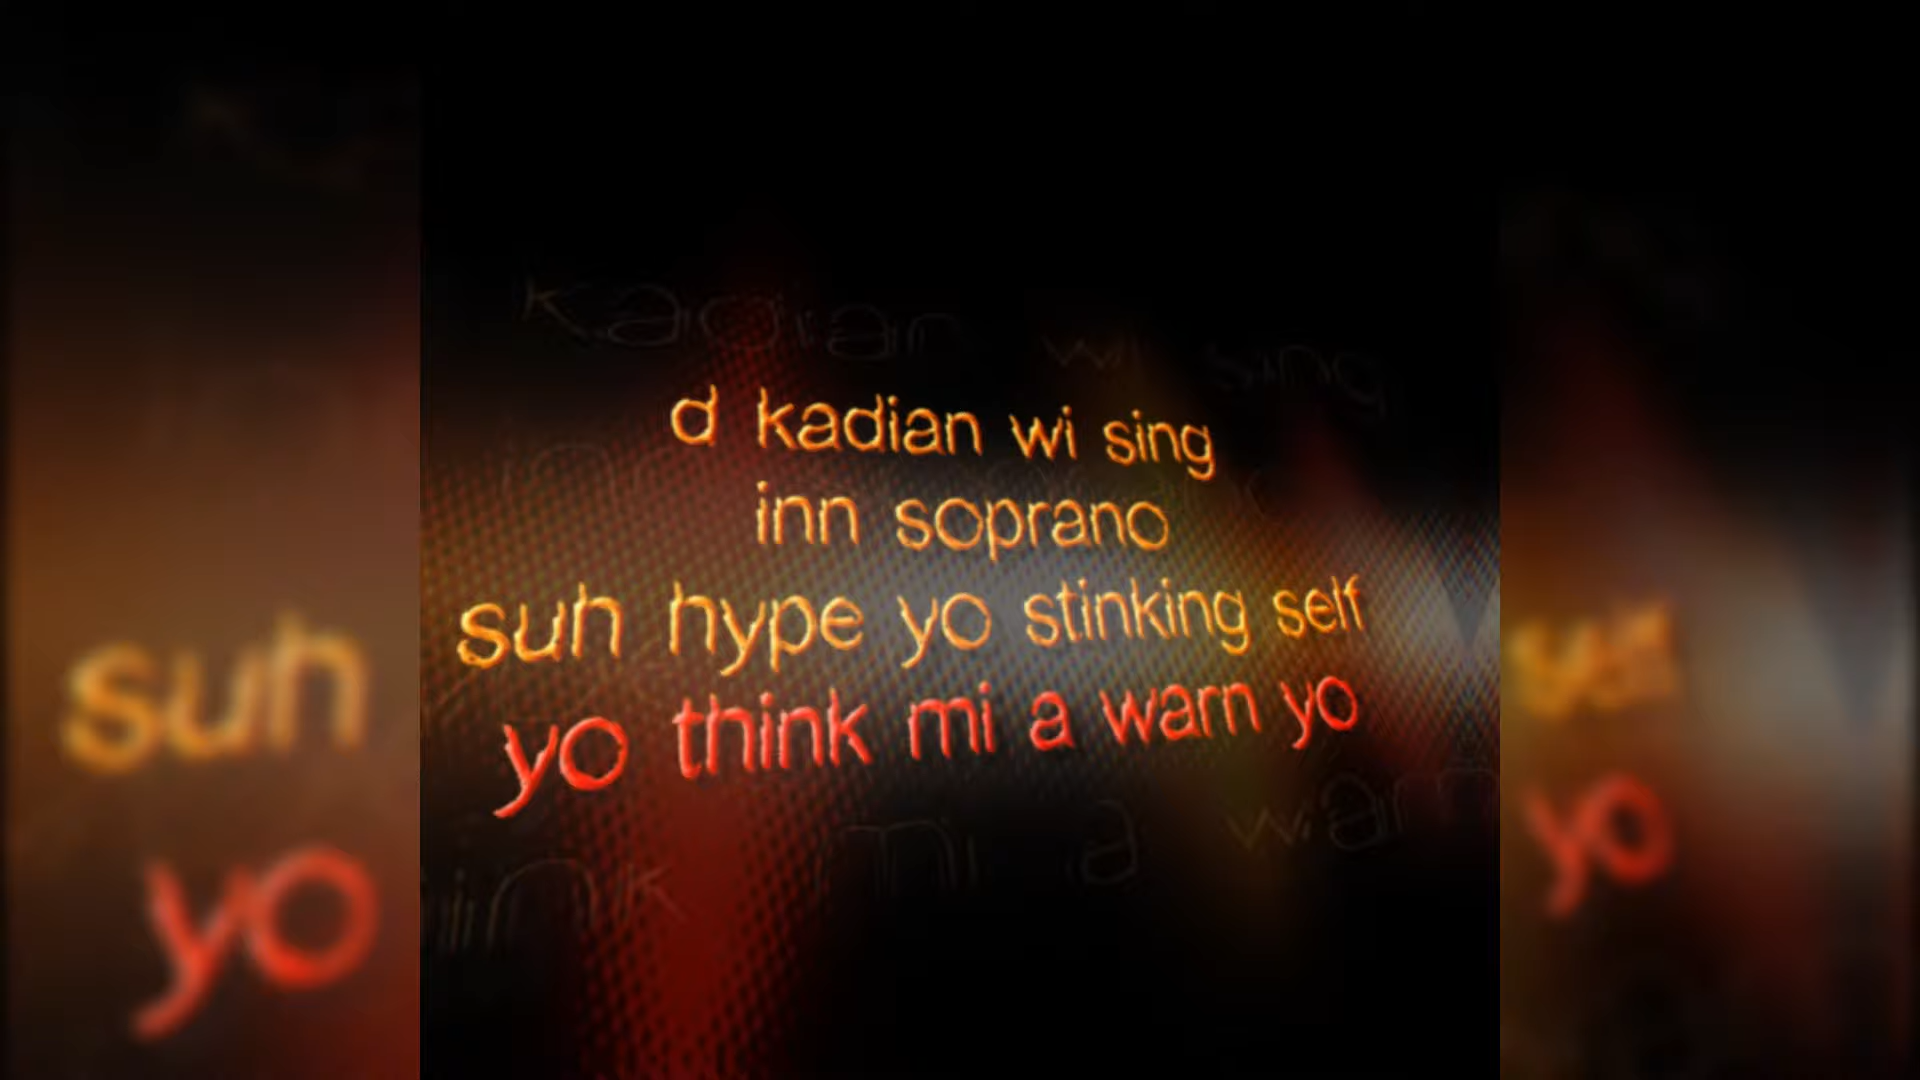 d kadian wi sing
inn soprano
suh hype yo stinking self
yo think mi a warn yo